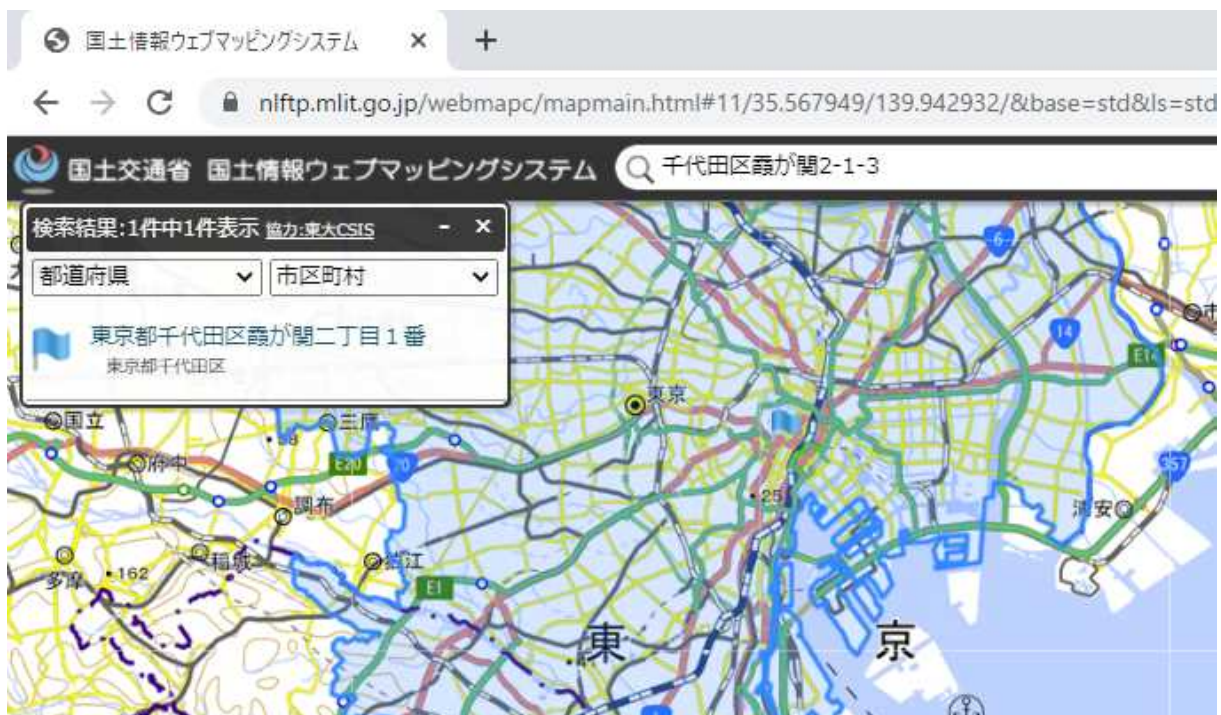 国土情報ウェブマッピングシステム
nlftp.mlit.go.jp/webmapc/mapmain.html#11/35.567949/139.942932/&base=std&ls=std
国土交通省 国土情報ウェブマッピングシステム
千代田区霞が関2-1-3
検索結果:1件中1件表示 協力:東大CSIS
都道府県
市区町村
東京都千代田区霞が関二丁目1番
東京都千代田区
6
14
E14
市
東京
国立
三鷹
58
府中
E20
20
357
調布
25
浦安
多摩
162
稲城
狛江
E1
東京